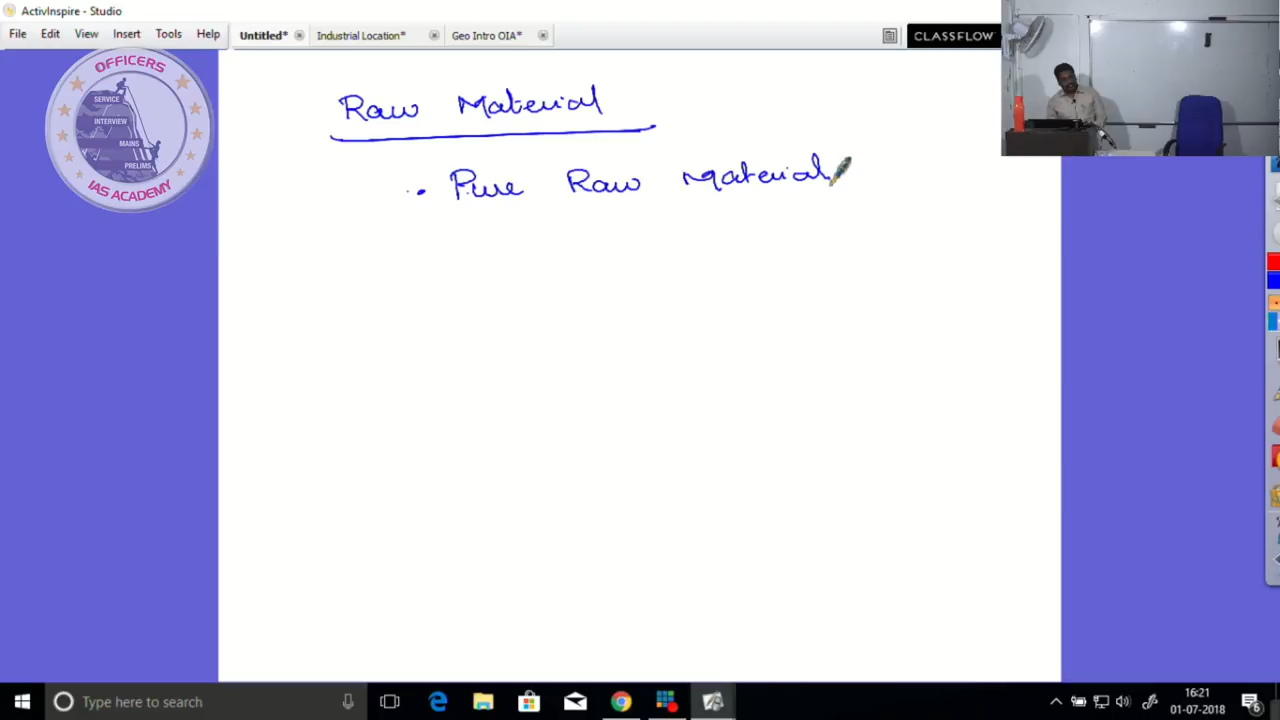 ActivInspire - Studio
File Edit View Insert Tools Help Untitled* Industrial Location* Geo Intro OIA* CLASSFLOW
OFFICERS
SERVICE
INTERVIEW
MAINS
PRELIMS
IAS ACADEMY
Raw Material
. Pure Raw Material
Type here to search
16:21
01-07-2018
6